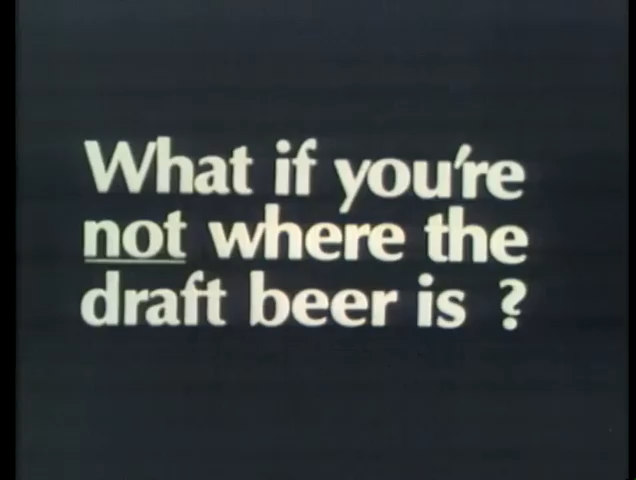 What if you're
not where the
draft beer is ?